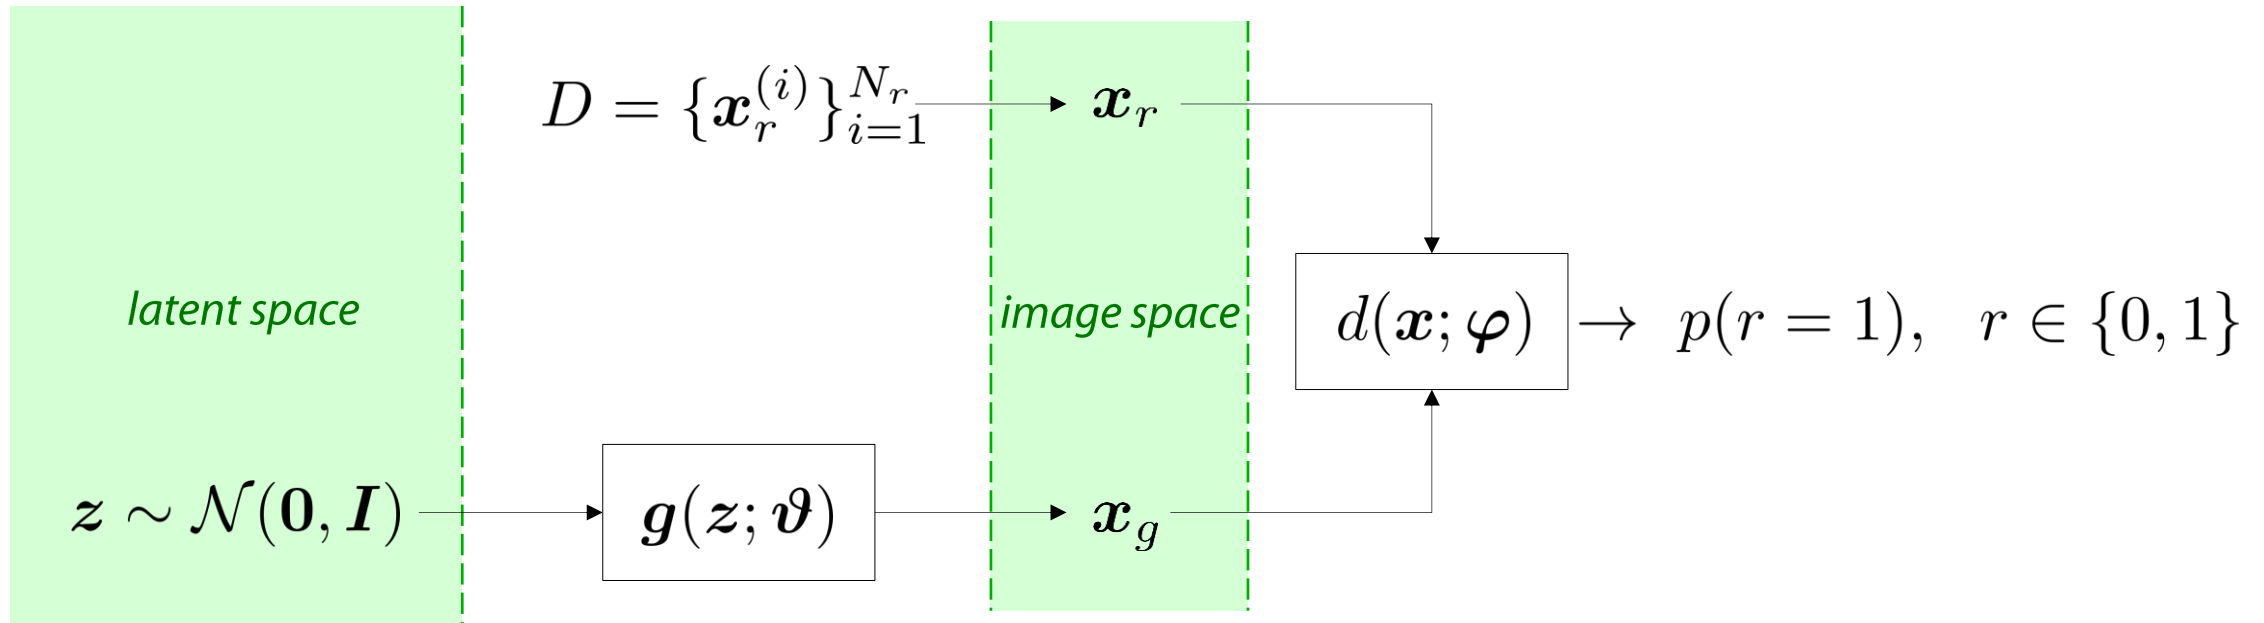 D = {x_r^{(i)}}_{i=1}^{N_r}
x_r
latent space
image space
d(x; φ) → p(r = 1), r ∈ {0, 1}
z ∼ 𝒩(0, I)
g(z; ϑ)
x_g